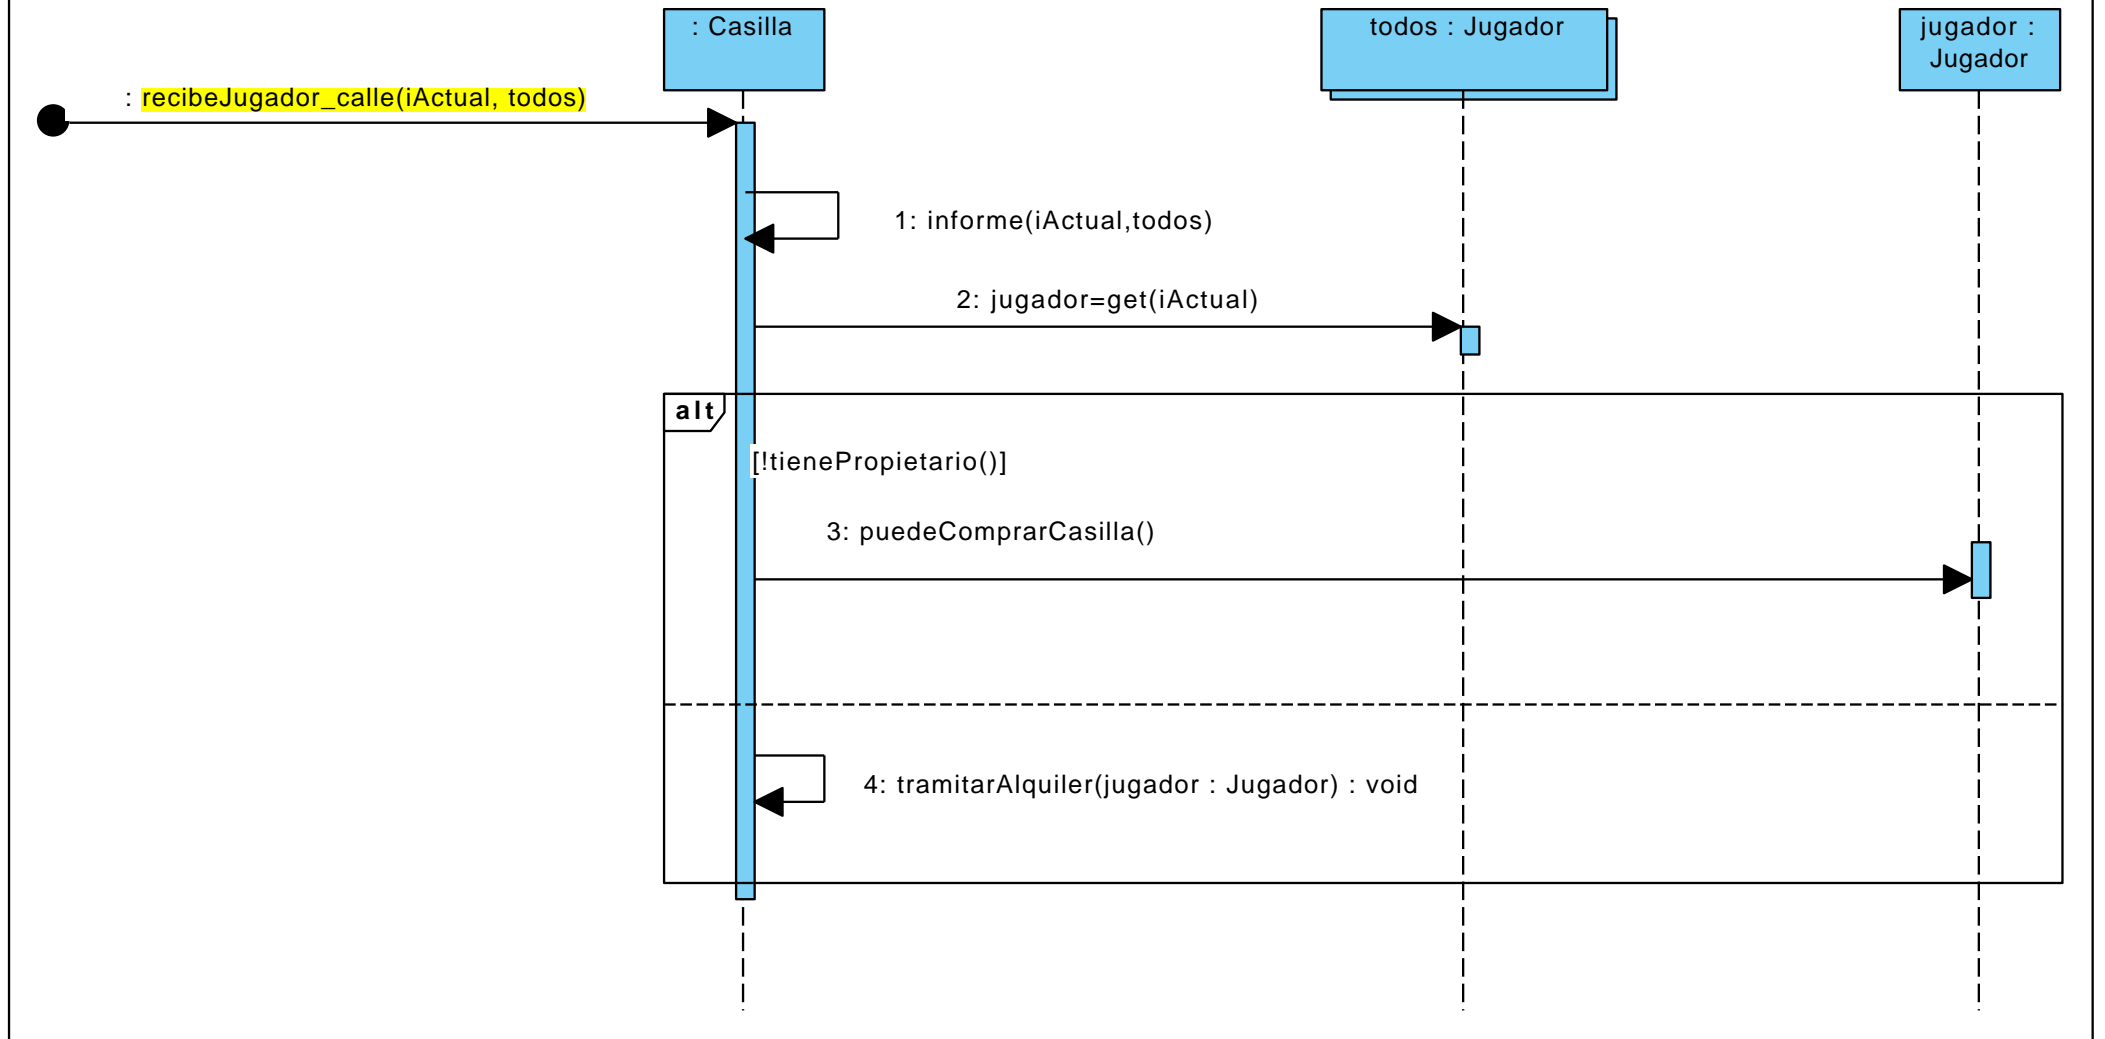 : Casilla
todos : Jugador
jugador :
Jugador
: recibeJugador_calle(iActual, todos)
1: informe(iActual,todos)
2: jugador=get(iActual)
alt
[!tienePropietario()]
3: puedeComprarCasilla()
4: tramitarAlquiler(jugador : Jugador) : void